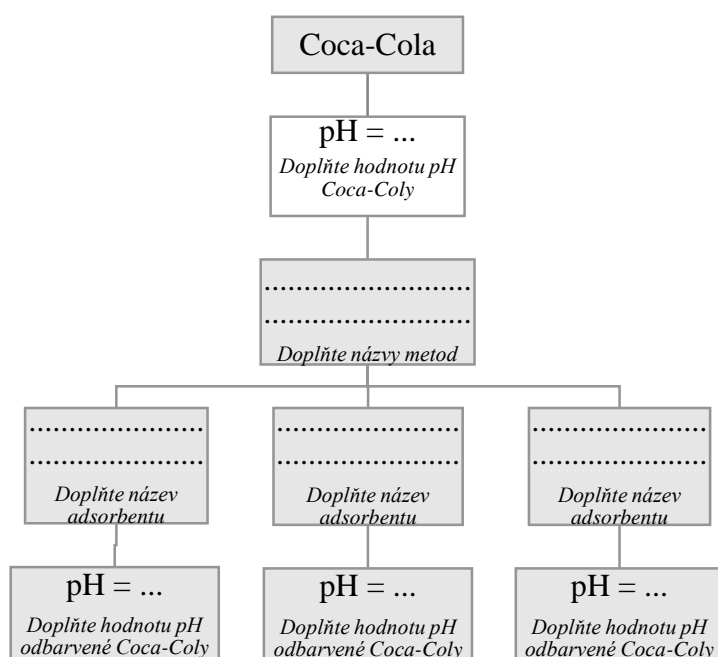 Coca-Cola
pH = ...
Doplňte hodnotu pH
Coca-Coly
...........................
...........................
Doplňte názvy metod
.......................
.......................
Doplňte název
adsorbentu
.......................
.......................
Doplňte název
adsorbentu
.......................
.......................
Doplňte název
adsorbentu
pH = ...
Doplňte hodnotu pH
odbarvené Coca-Coly
pH = ...
Doplňte hodnotu pH
odbarvené Coca-Coly
pH = ...
Doplňte hodnotu pH
odbarvené Coca-Coly